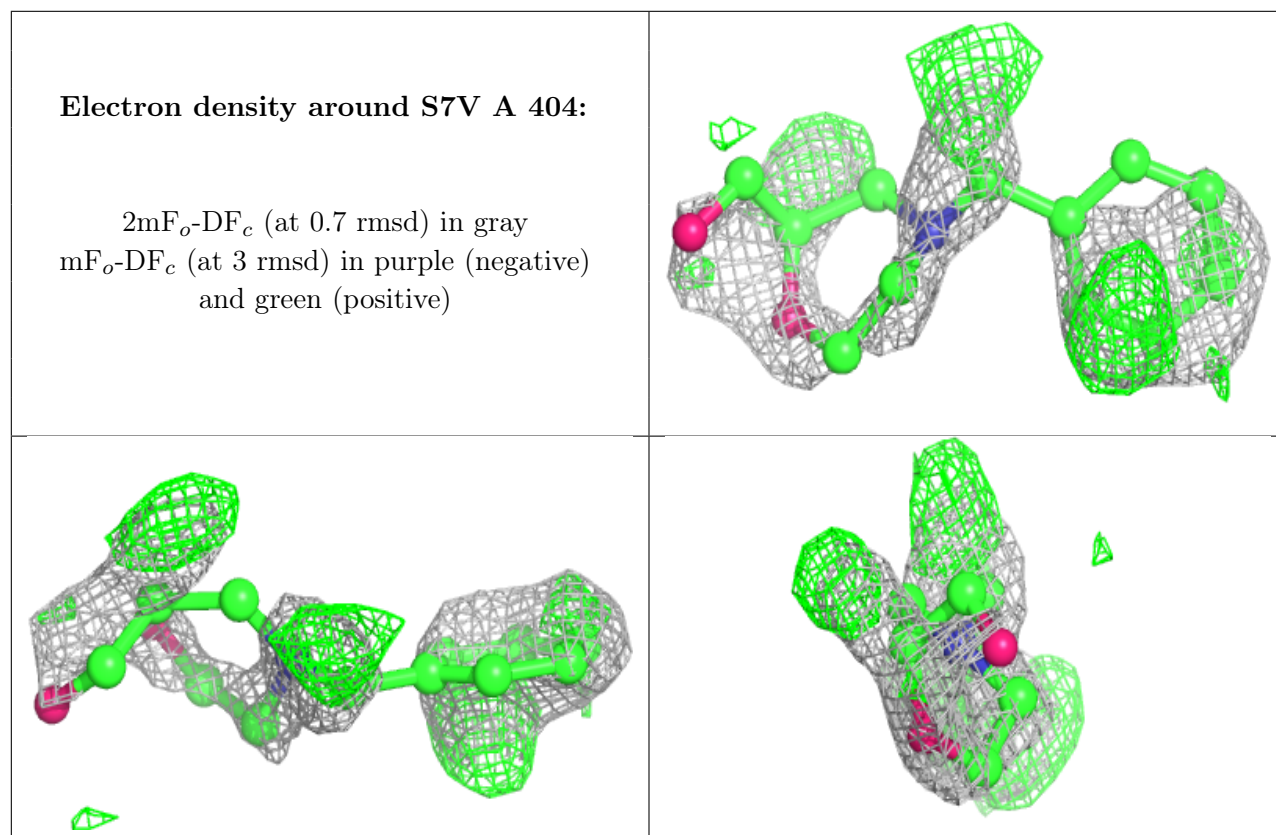 Electron density around S7V A 404:
2mFₒ-DF𝑐 (at 0.7 rmsd) in gray
mFₒ-DF𝑐 (at 3 rmsd) in purple (negative)
and green (positive)